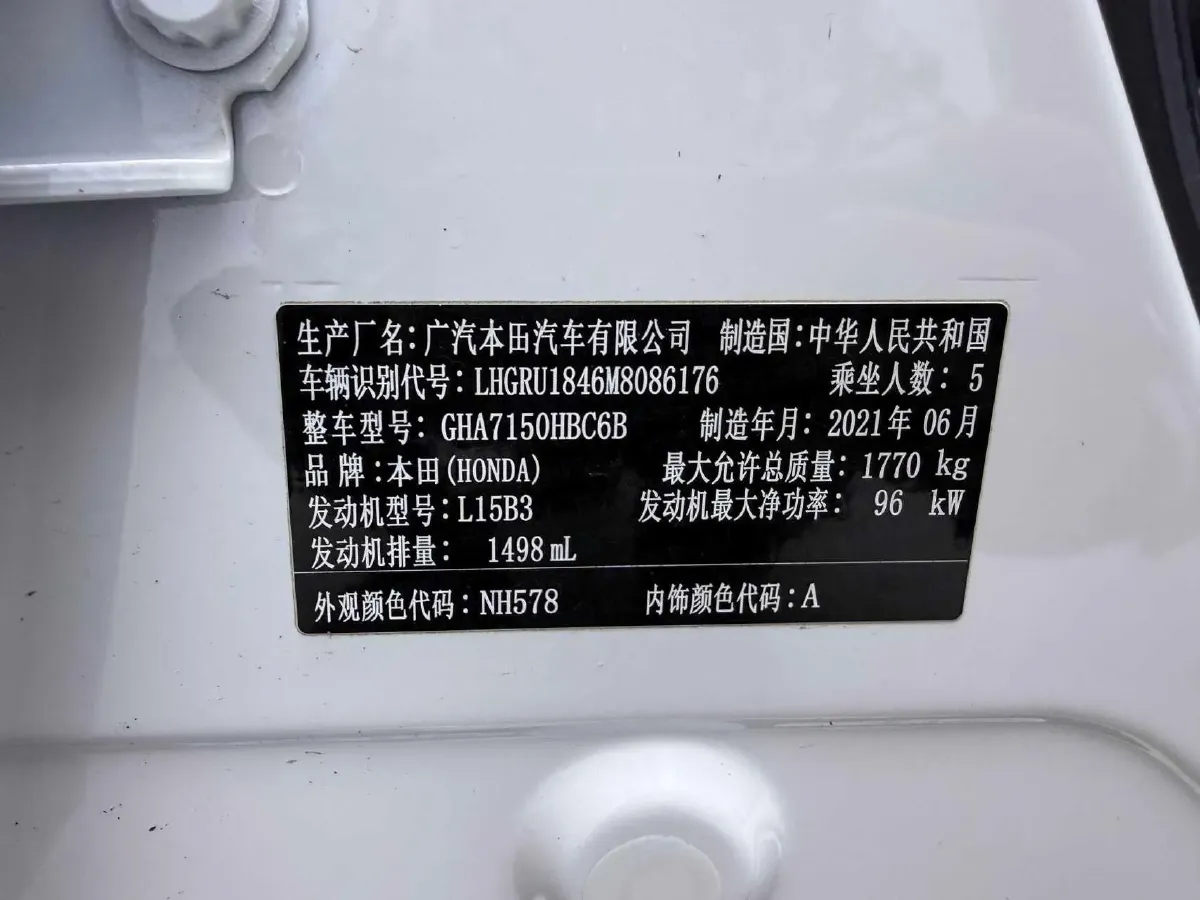 生产厂名：广汽本田汽车有限公司 制造国：中华人民共和国
车辆识别代号：LHGRU1846M8086176 乘坐人数：5
整车型号：GHA7150HBC6B 制造年月：2021年 06月
品 牌：本田(HONDA) 最大允许总质量：1770 kg
发动机型号：L15B3 发动机最大净功率： 96 kW
发动机排量： 1498 mL
外观颜色代码：NH578 内饰颜色代码：A